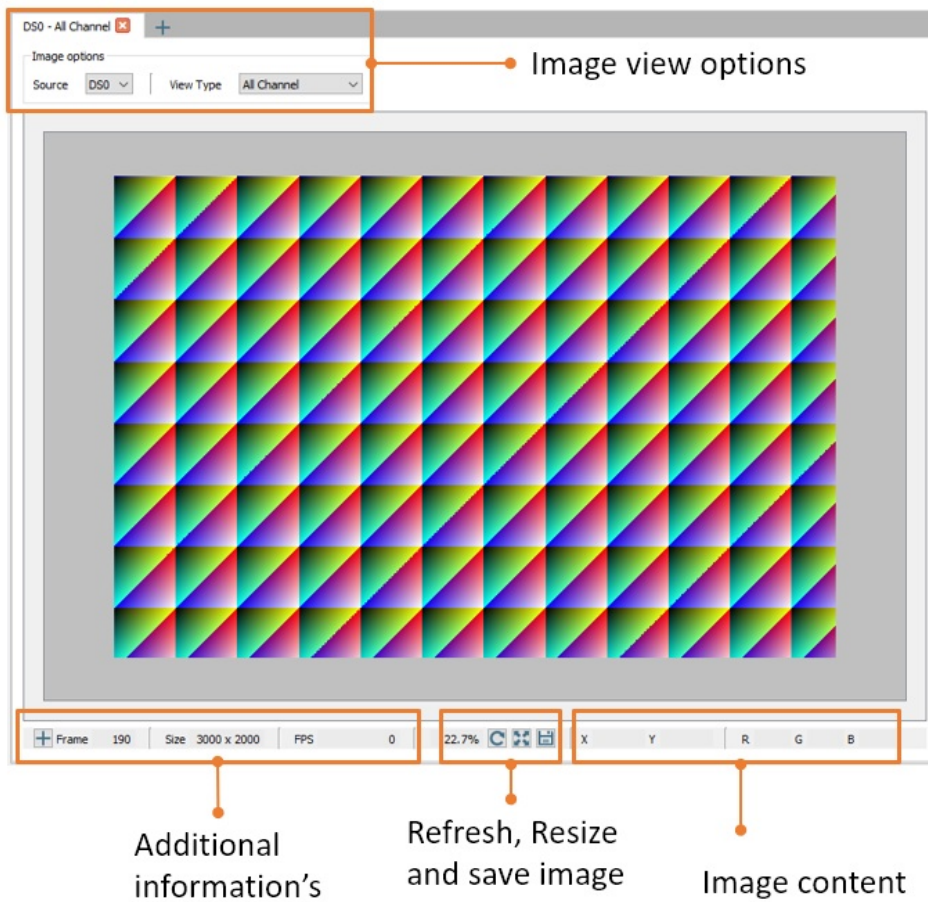 DS0 - All Channel
Image options
Source DS0 View Type All Channel
Image view options
Frame 190 Size 3000 x 2000 FPS 0 22.7% X Y R G B
Additional
information's
Refresh, Resize
and save image
Image content